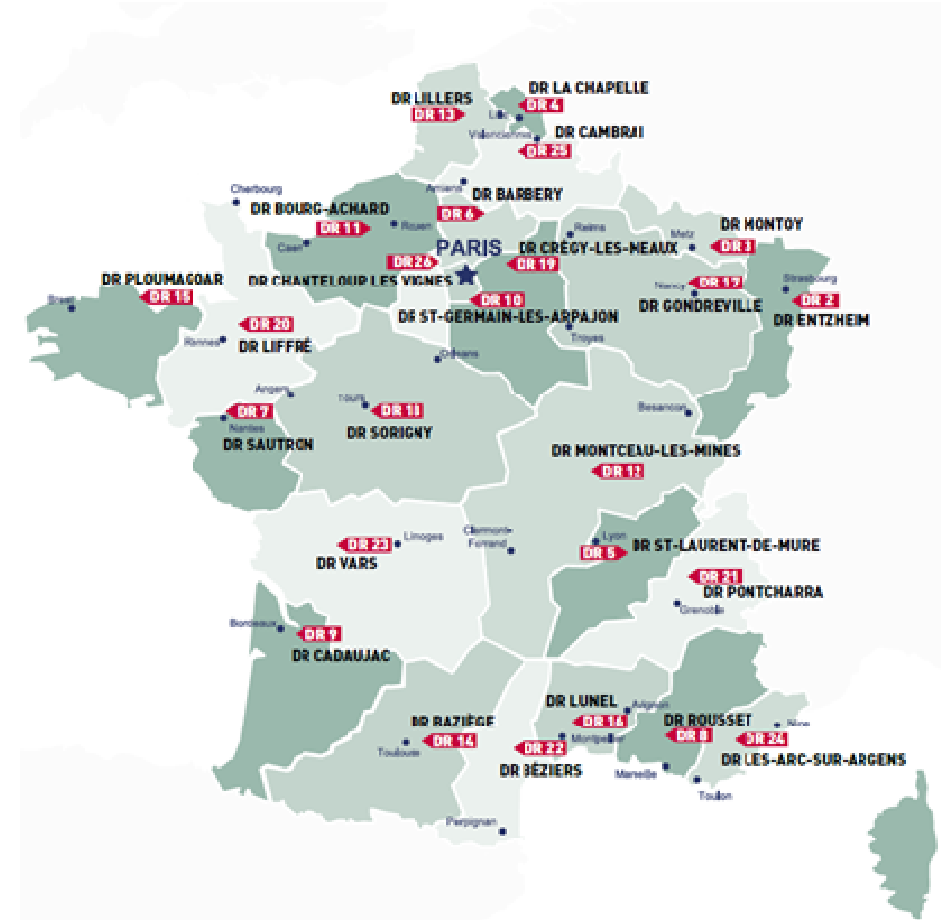 DR LA CHAPELLE
DR 4
DR LILLERS
DR 13
Valenciennes
DR CAMBRAI
DR 25
Cherbourg
Amiens
DR BARBERY
DR 6
DR BOURG-ACHARD
DR 11
Rouen
Caen
Reims
Metz
DR MONTOY
DR 3
PARIS
DR CRÉGY-LES-MEAUX
DR 19
DR 26
DR CHANTELOUP LES VIGNES
DR PLOUMAGOAR
DR 15
Brest
Nancy
DR 17
DR GONDREVILLE
Strasbourg
DR 2
DR ENTZHEIM
DR 10
DR ST-GERMAIN-LES-ARPAJON
Troyes
DR 20
Rennes
DR LIFFRÉ
Orléans
Angers
Tours
DR 18
DR SORIGNY
DR 7
Nantes
DR SAUTRON
Besançon
DR MONTCEAU-LES-MINES
DR 12
DR 23
Limoges
DR VARS
Clermont-
Ferrand
Lyon
DR 5
DR ST-LAURENT-DE-MURE
DR 21
DR PONTCHARRA
Grenoble
Bordeaux
DR 9
DR CADAUJAC
DR BAZIÈGE
DR 14
Toulouse
DR LUNEL
Avignon
DR 16
Montpellier
DR 22
DR BÉZIERS
DR ROUSSET
DR 8
Nice
DR 24
DR LES-ARC-SUR-ARGENS
Marseille
Toulon
Perpignan